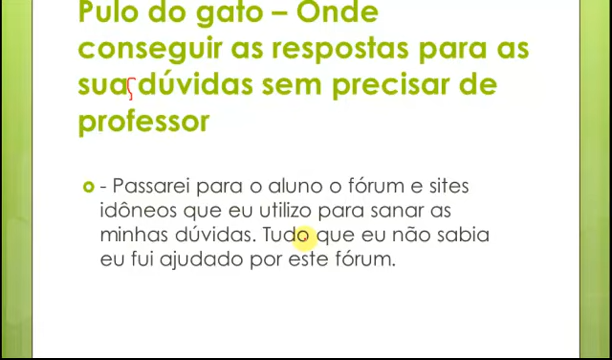 Pulo do gato – Onde
conseguir as respostas para as
suas dúvidas sem precisar de
professor
- Passarei para o aluno o fórum e sites
idôneos que eu utilizo para sanar as
minhas dúvidas. Tudo que eu não sabia
eu fui ajudado por este fórum.